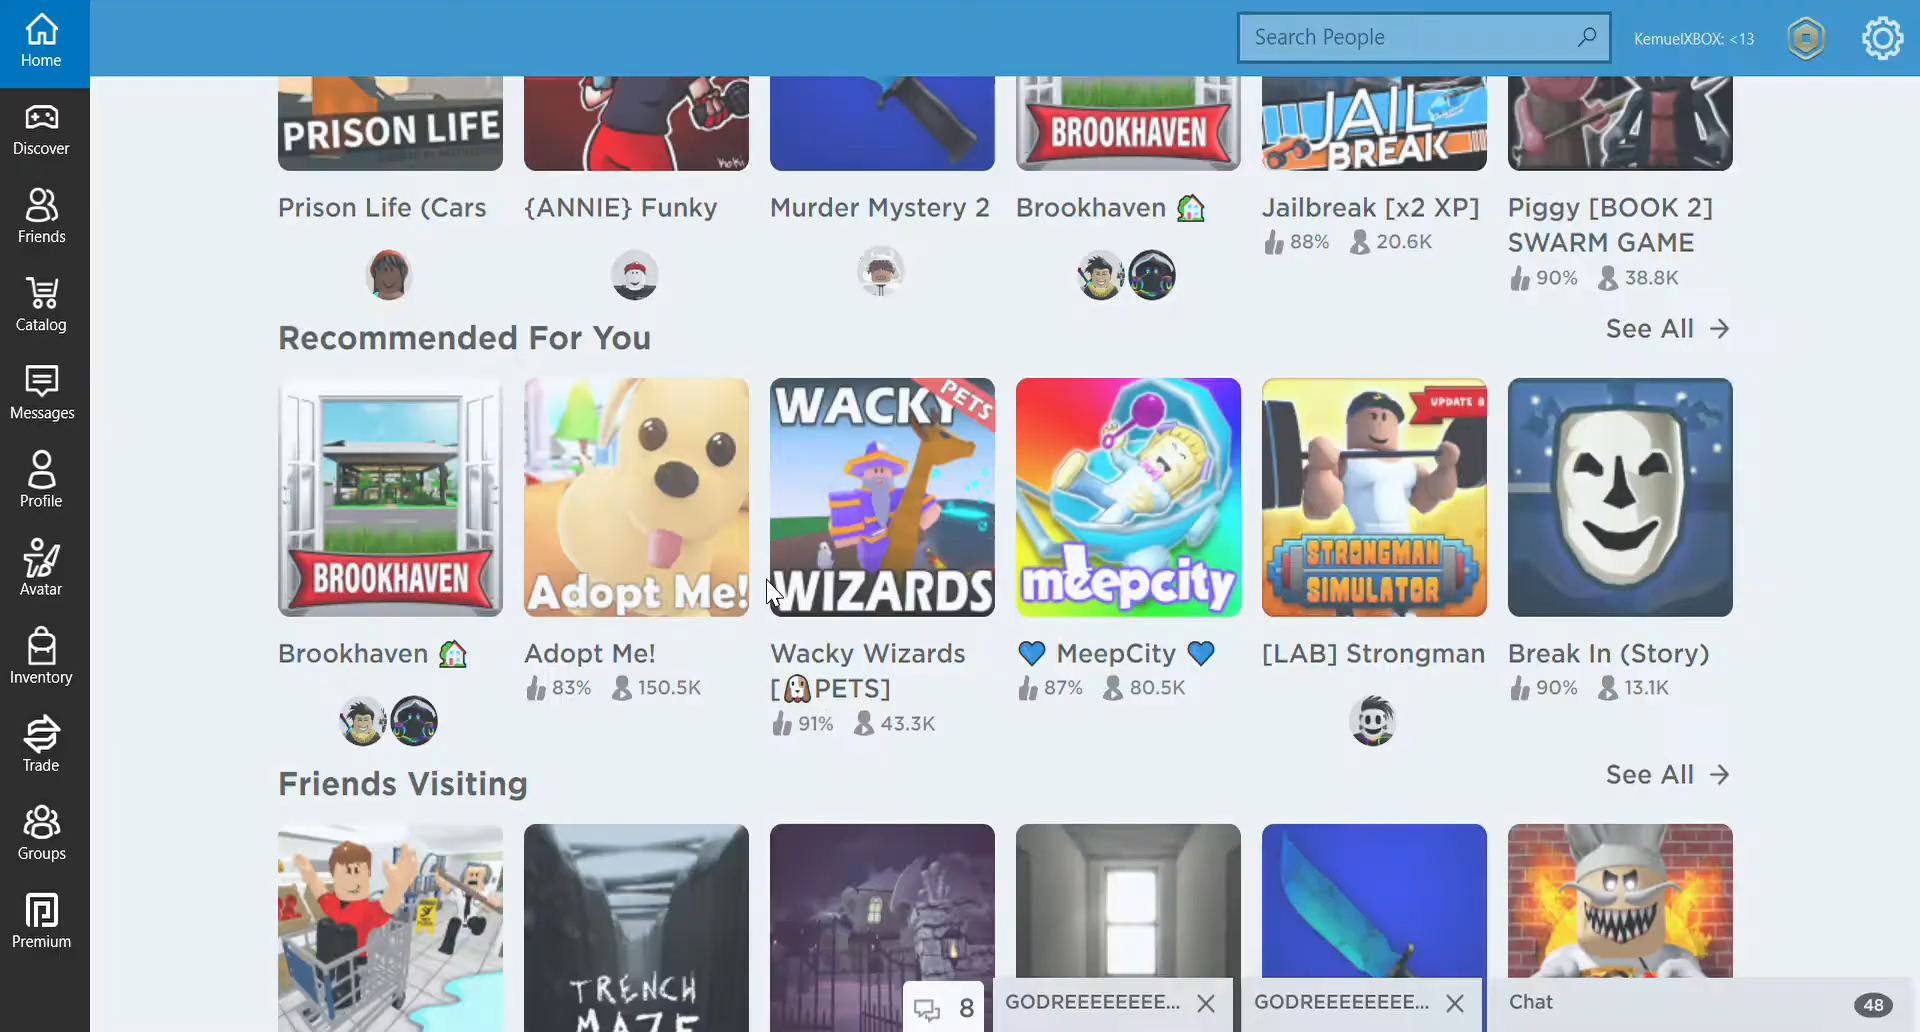 Home
Search People
KemuelXBOX: <13
Discover
Friends
Catalog
Messages
Profile
Avatar
Inventory
Trade
Groups
Premium
PRISON LIFE
BROOKHAVEN
JAIL
BREAK
Prison Life (Cars
{ANNIE} Funky
Murder Mystery 2
Brookhaven 🏡
Jailbreak [x2 XP]
88% 20.6K
Piggy [BOOK 2]
SWARM GAME
90% 38.8K
Recommended For You
See All →
BROOKHAVEN
Adopt Me!
WACKY
PETS
WIZARDS
meepcity
UPDATE 8
STRONGMAN
SIMULATOR
Brookhaven 🏡
Adopt Me!
83% 150.5K
Wacky Wizards
[🐶PETS]
91% 43.3K
💙 MeepCity 💙
87% 80.5K
[LAB] Strongman
Break In (Story)
90% 13.1K
Friends Visiting
See All →
TRENCH
MAZE
8
GODREEEEEEEE...
GODREEEEEEEE...
Chat
48